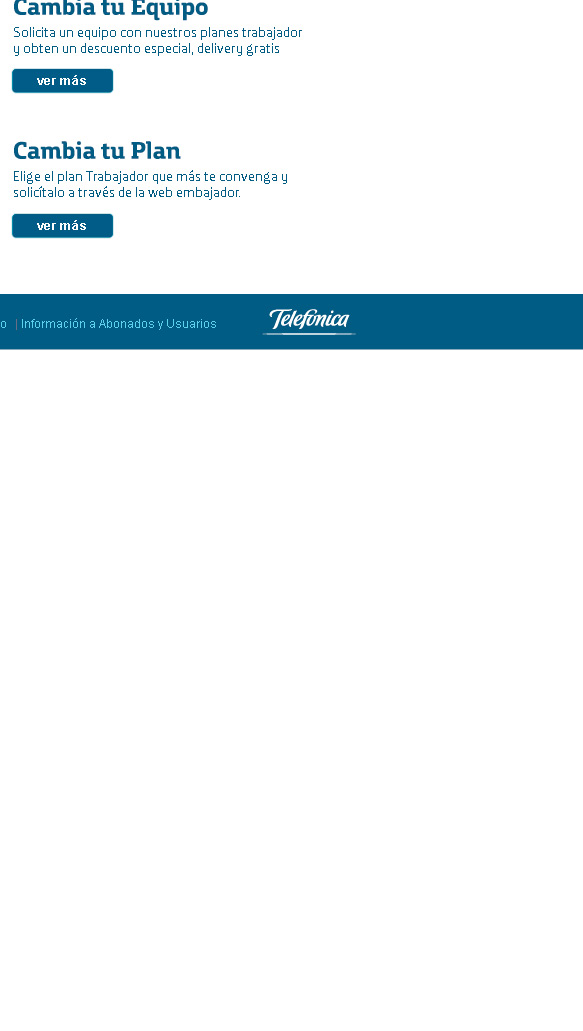 Cambia tu Equipo
Solicita un equipo con nuestros planes trabajador
y obten un descuento especial, delivery gratis
ver más
Cambia tu Plan
Elige el plan Trabajador que más te convenga y
solicítalo a través de la web embajador.
ver más
o | Información a Abonados y Usuarios
Telefónica